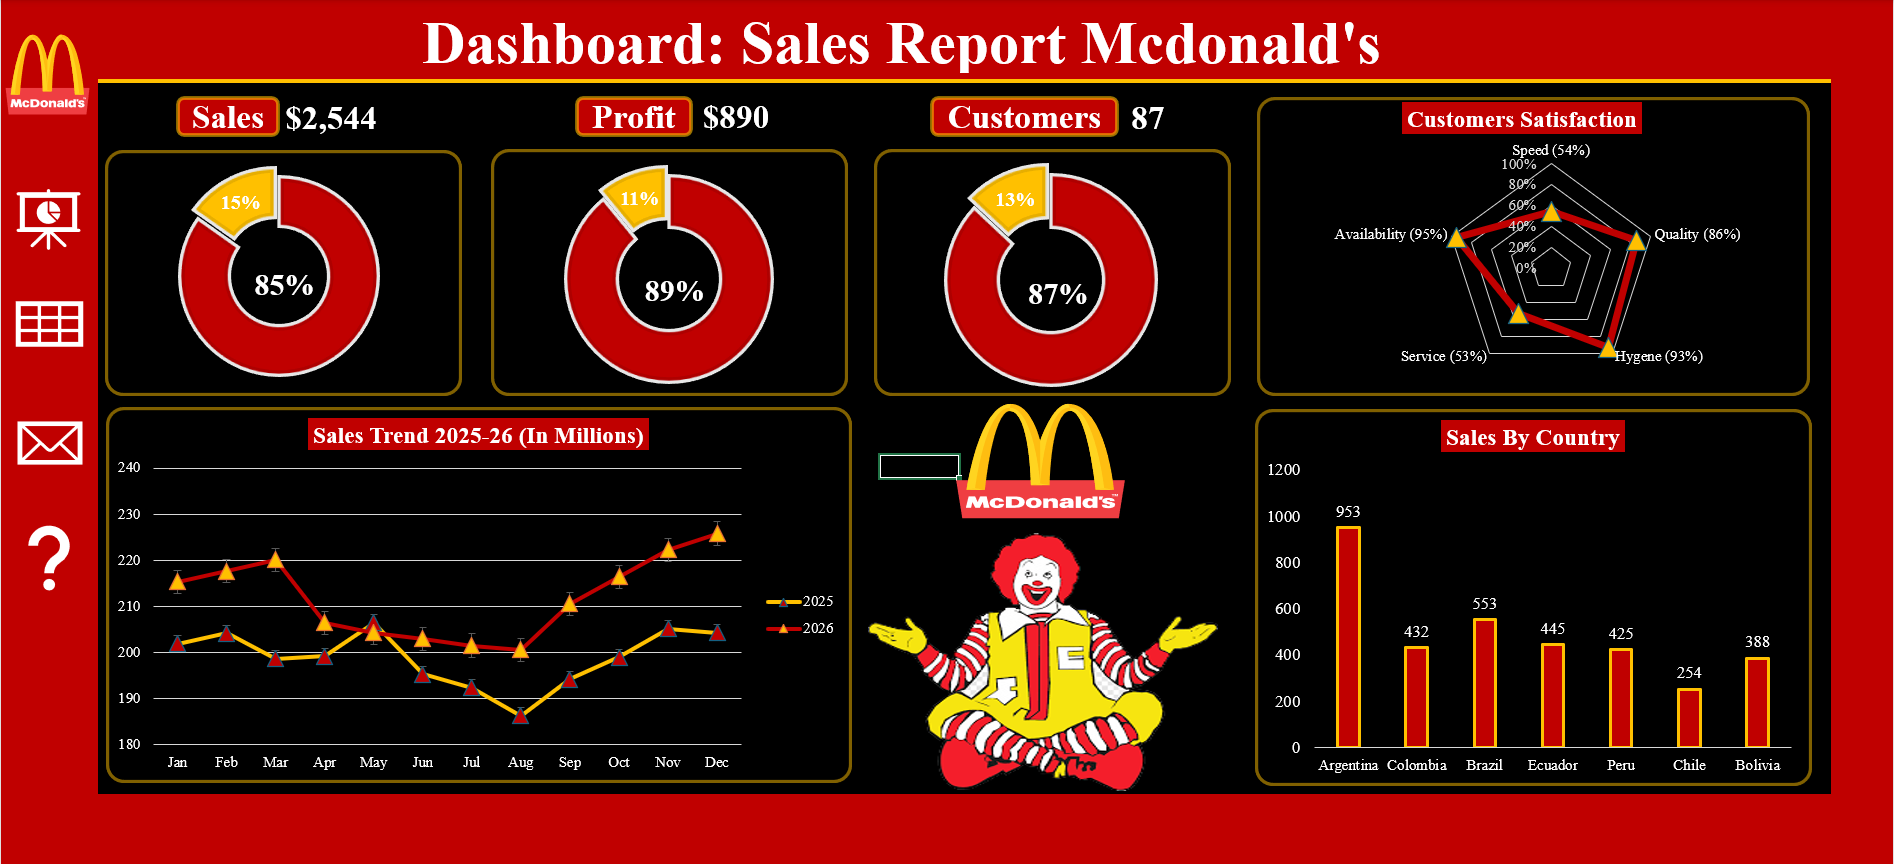 Dashboard: Sales Report Mcdonald's
McDonald's
Sales $2,544
Profit $890
Customers 87
15%
85%
11%
89%
13%
87%
Customers Satisfaction
Speed (54%)
100%
80%
60%
40%
20%
0%
Availability (95%)
Quality (86%)
Service (53%)
Hygene (93%)
Sales Trend 2025-26 (In Millions)
240
230
220
210
200
190
180
Jan Feb Mar Apr May Jun Jul Aug Sep Oct Nov Dec
2025
2026
McDonald's™
Sales By Country
1200
1000
800
600
400
200
0
953
432
553
445
425
254
388
Argentina Colombia Brazil Ecuador Peru Chile Bolivia